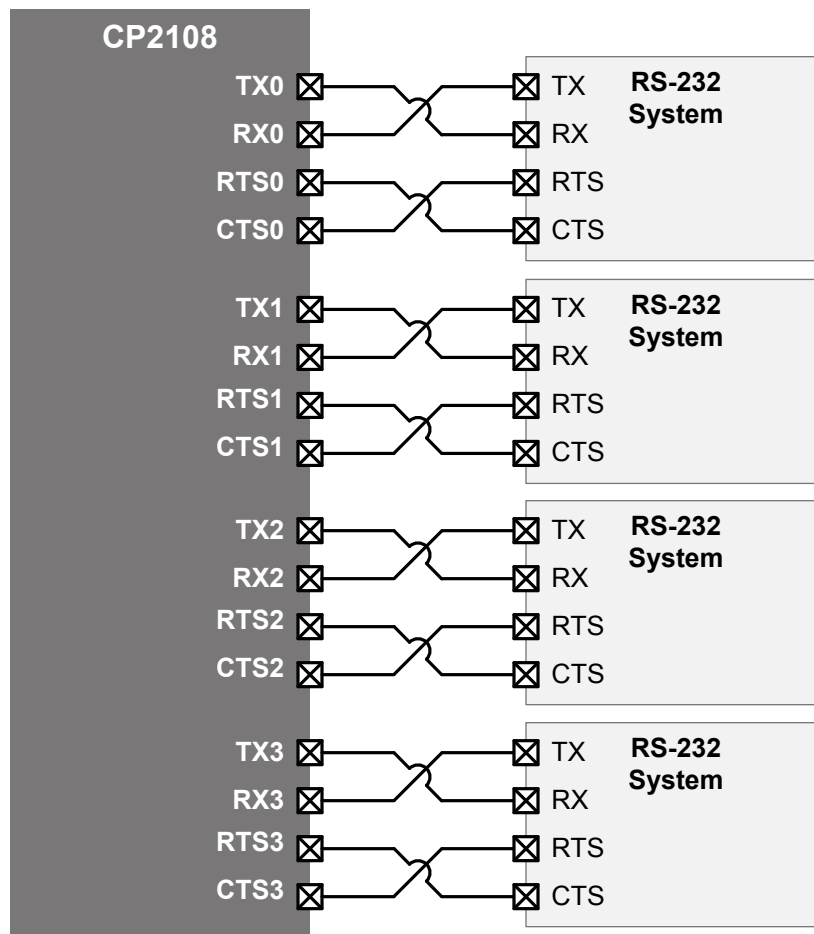 CP2108
TX0
RX0
RTS0
CTS0
TX
RX
RTS
CTS
RS-232
System
TX1
RX1
RTS1
CTS1
TX
RX
RTS
CTS
RS-232
System
TX2
RX2
RTS2
CTS2
TX
RX
RTS
CTS
RS-232
System
TX3
RX3
RTS3
CTS3
TX
RX
RTS
CTS
RS-232
System